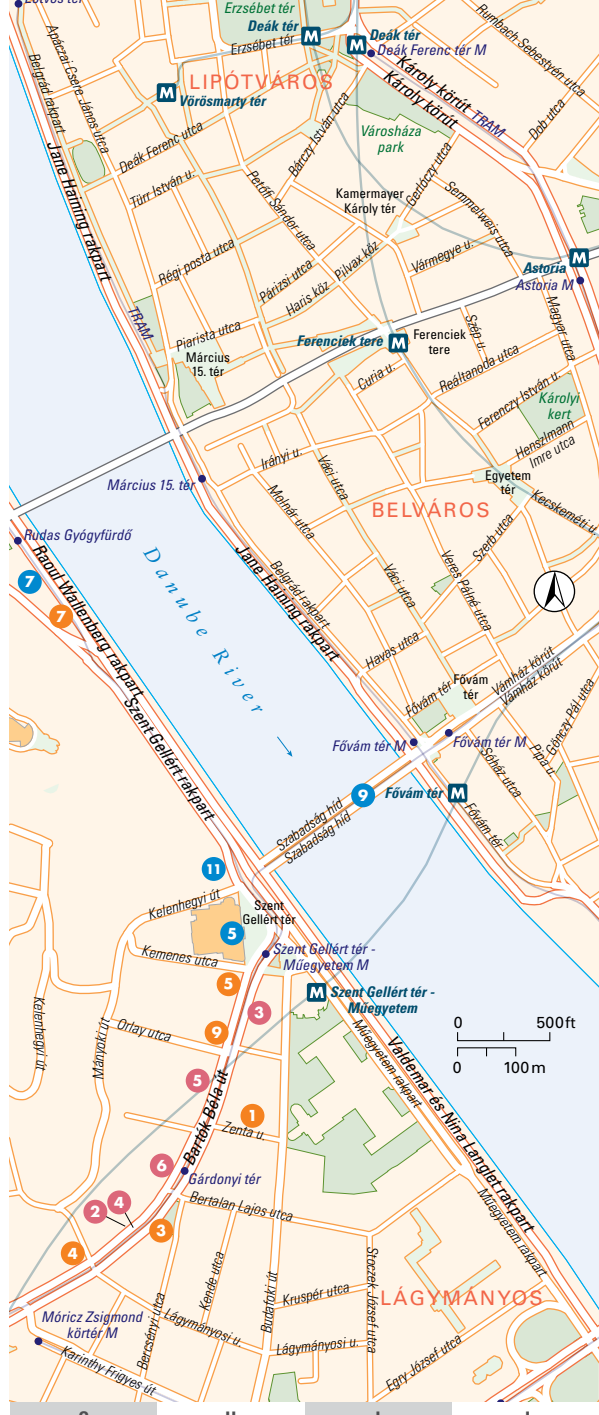 Eötvös tér
Erzsébet tér
Deák tér
M
Erzsébet tér
M
Deák tér
Deák Ferenc tér M
Rumbach Sebestyén utca
Apáczai Csere János utca
Belgrád rakpart
LIPÓTVÁROS
M
Vörösmarty tér
Károly körút
Károly körút
TRAM
Dob utca
Városháza
park
Bárczy István utca
Deák Ferenc utca
Türr István u.
Jane Haining rakpart
Petőfi Sándor utca
Kamermayer
Károly tér
Gerlóczy utca
Semmelweis utca
Régi posta utca
Párizsi utca
Haris köz
Pilvax köz
Vármegye u.
Astoria
M
Astoria M
TRAM
Piarista utca
Március
15. tér
Ferenciek tere
M
Ferenciek
tere
Szép u.
Magyar utca
Curia u.
Reáltanoda utca
Ferenczy István u.
Károlyi
kert
Henszlmann
Imre utca
Irányi u.
Váci utca
Molnár utca
Egyetem
tér
Március 15. tér
BELVÁROS
Kecskeméti u.
Szerb utca
Rudas Gyógyfürdő
7
7
Raoul Wallenberg rakpart
Danube River
Jane Haining rakpart
Belgrád rakpart
Váci utca
Veres Pálné utca
Havas utca
Szent Gellért rakpart
Fővám tér
Fővám
tér
Vámház körút
Vámház körút
Fővám tér M
Fővám tér M
Gönczy Pál utca
Pipa u.
Sóház utca
9
Fővám tér
M
Fővám tér
Szabadság híd
Szabadság híd
11
Kelenhegyi út
Szent
Gellért tér
5
Kemenes utca
Szent Gellért tér -
Műegyetem M
5
M
Szent Gellért tér -
Műegyetem
3
Kelenhegyi út
Mányoki út
Orlay utca
9
0
500ft
0
100m
Műegyetem rakpart
Valdemar és Nina Langlet rakpart
5
Bartók Béla út
1
Zenta u.
6
Gárdonyi tér
2
4
3
4
Bertalan Lajos utca
Műegyetem rakpart
Bercsényi utca
Kende utca
Budafoki út
Stoczek József utca
Kruspér utca
LÁGYMÁNYOS
Móricz Zsigmond
körtér M
Lágymányosi u.
Lágymányosi u.
Karinthy Frigyes út
Egry József utca